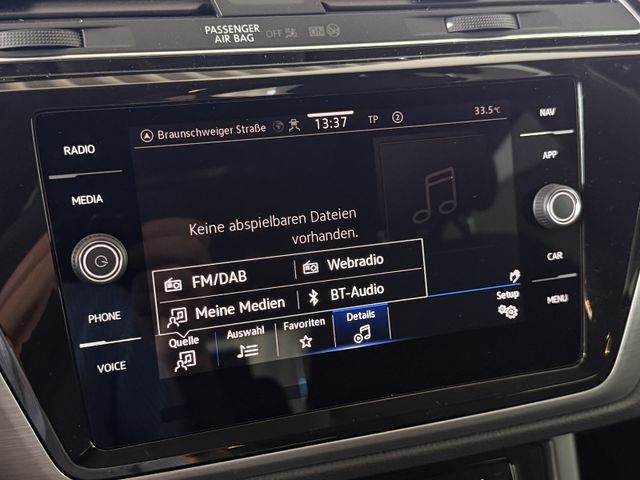 PASSENGER
AIR BAG
OFF
ON
RADIO
MEDIA
PHONE
VOICE
NAV
APP
CAR
MENU
Braunschweiger Straße
13:37
TP
2
33.5°C
Keine abspielbaren Dateien
vorhanden.
FM/DAB
Webradio
Meine Medien
BT-Audio
Quelle
Auswahl
Favoriten
Details
Setup